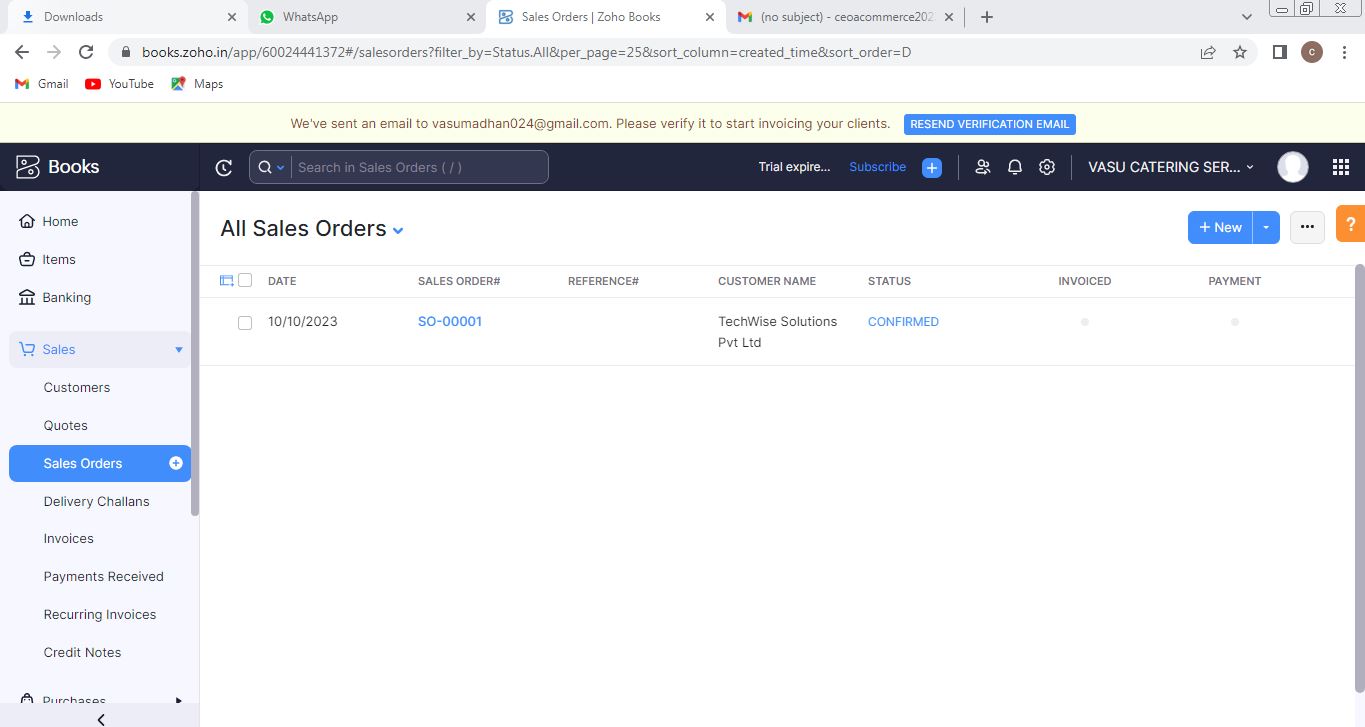 Downloads
WhatsApp
Sales Orders | Zoho Books
(no subject) - ceoacommerce202
books.zoho.in/app/60024441372#/salesorders?filter_by=Status.All&per_page=25&sort_column=created_time&sort_order=D
C
Gmail
YouTube
Maps
We've sent an email to vasumadhan024@gmail.com. Please verify it to start invoicing your clients.
RESEND VERIFICATION EMAIL
Books
Search in Sales Orders ( / )
Trial expire...
Subscribe
VASU CATERING SER...
Home
Items
Banking
Sales
Customers
Quotes
Sales Orders
Delivery Challans
Invoices
Payments Received
Recurring Invoices
Credit Notes
Purchases
All Sales Orders
+ New
?
DATE SALES ORDER# REFERENCE# CUSTOMER NAME STATUS INVOICED PAYMENT
10/10/2023 SO-00001 TechWise Solutions CONFIRMED
Pvt Ltd